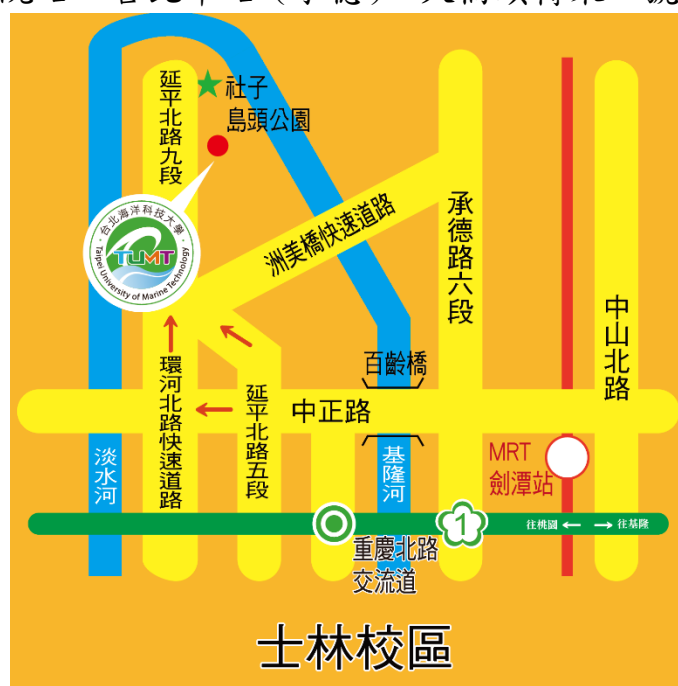 社子
島頭公園
延平北路九段
台北海洋科技大學
TUMT
Taipei University of Marine Technology
洲美橋快速道路
承德路六段
中山北路
百齡橋
環河北路快速道路
延平北路五段
中正路
淡水河
基隆河
MRT
劍潭站
1
往桃園 ← → 往基隆
重慶北路
交流道
士林校區